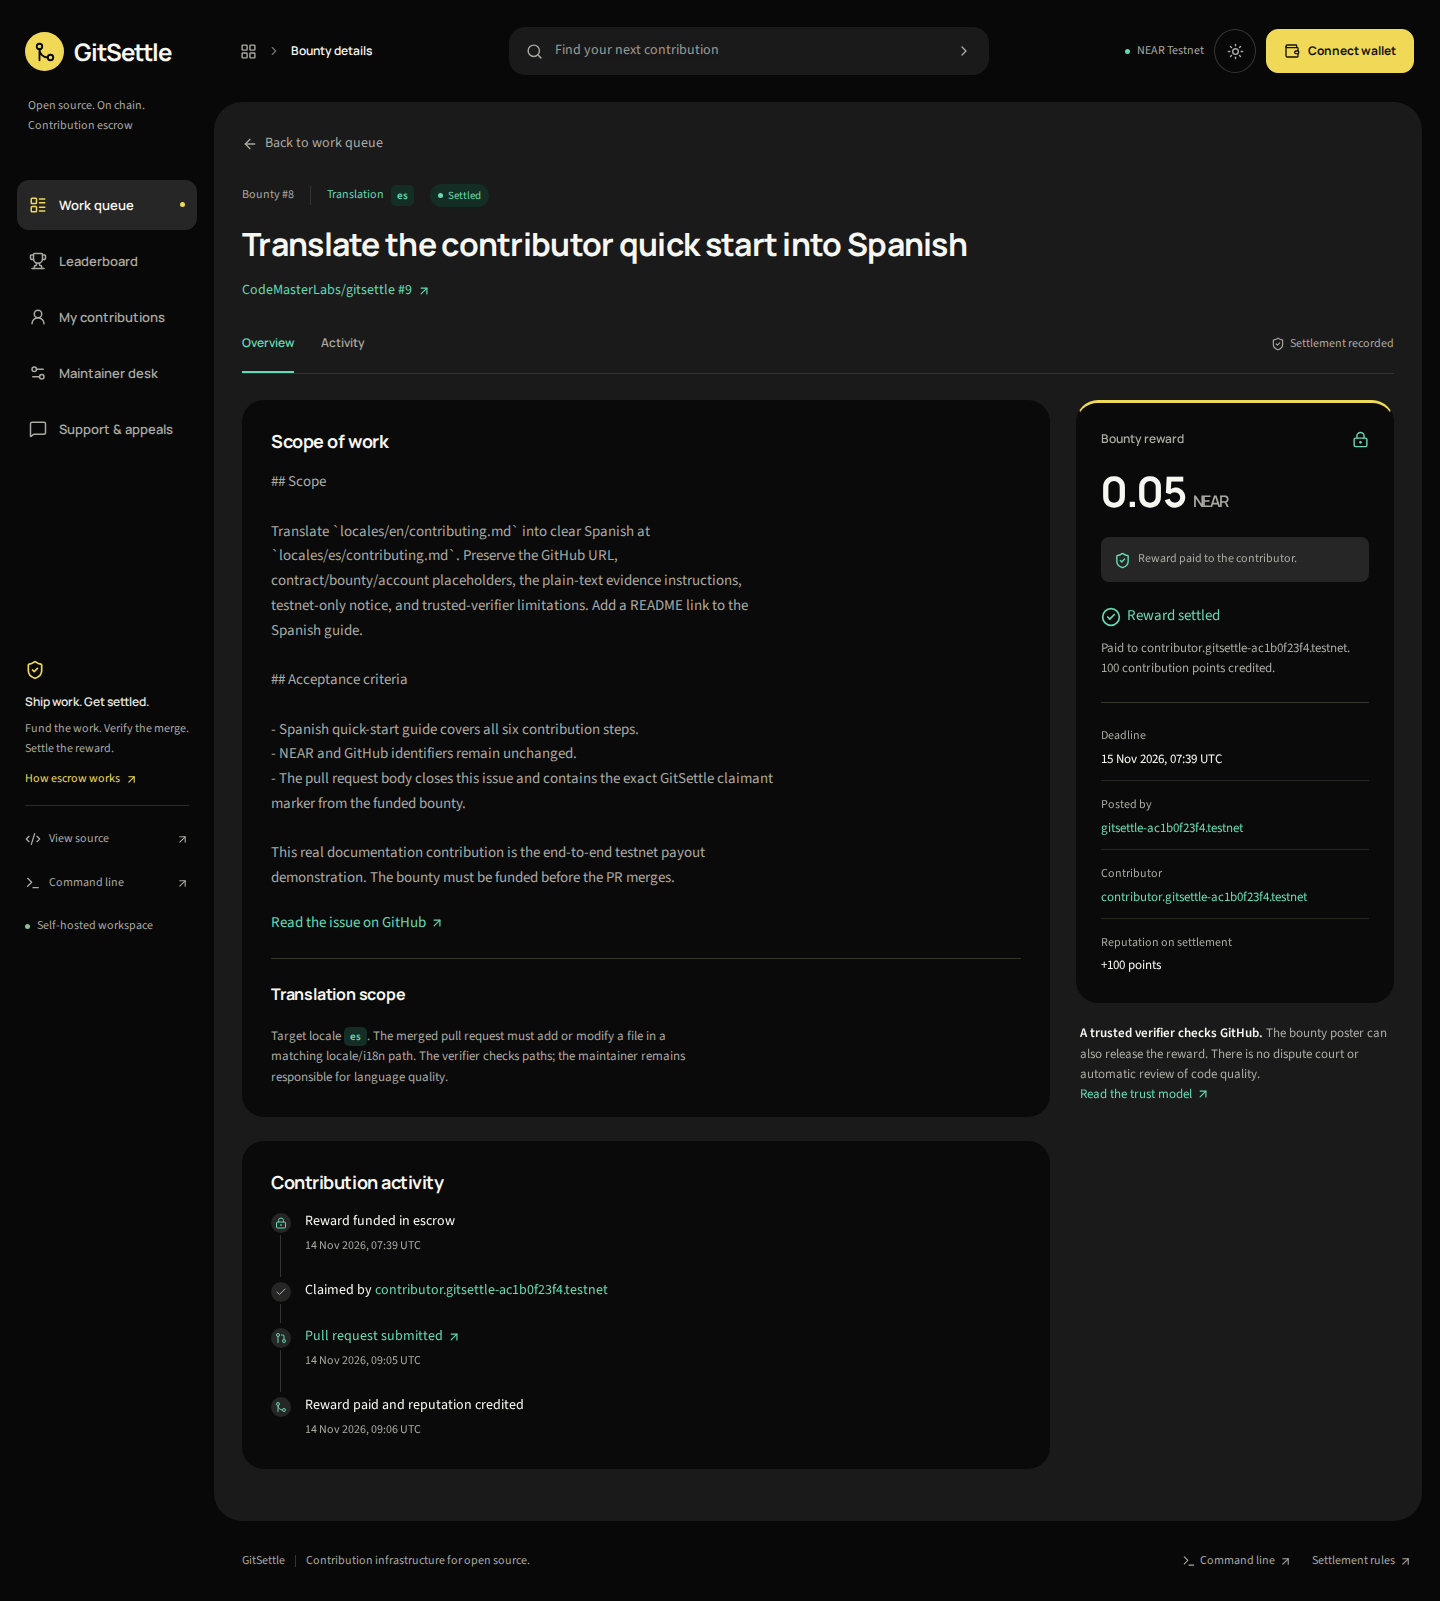 GitSettle
Open source. On chain.
Contribution escrow
Work queue
Leaderboard
My contributions
Maintainer desk
Support & appeals
Ship work. Get settled.
Fund the work. Verify the merge.
Settle the reward.
How escrow works
View source
Command line
Self-hosted workspace
Bounty details
Find your next contribution
NEAR Testnet
Connect wallet
Back to work queue
Bounty #8
Translation es
Settled
Translate the contributor quick start into Spanish
CodeMasterLabs/gitsettle #9
Overview
Activity
Settlement recorded
Scope of work
## Scope
Translate `locales/en/contributing.md` into clear Spanish at
`locales/es/contributing.md`. Preserve the GitHub URL,
contract/bounty/account placeholders, the plain-text evidence instructions,
testnet-only notice, and trusted-verifier limitations. Add a README link to the
Spanish guide.
## Acceptance criteria
- Spanish quick-start guide covers all six contribution steps.
- NEAR and GitHub identifiers remain unchanged.
- The pull request body closes this issue and contains the exact GitSettle claimant
marker from the funded bounty.
This real documentation contribution is the end-to-end testnet payout
demonstration. The bounty must be funded before the PR merges.
Read the issue on GitHub
Translation scope
Target locale es. The merged pull request must add or modify a file in a
matching locale/i18n path. The verifier checks paths; the maintainer remains
responsible for language quality.
Contribution activity
Reward funded in escrow
14 Nov 2026, 07:39 UTC
Claimed by contributor.gitsettle-ac1b0f23f4.testnet
Pull request submitted
14 Nov 2026, 09:05 UTC
Reward paid and reputation credited
14 Nov 2026, 09:06 UTC
Bounty reward
0.05 NEAR
Reward paid to the contributor.
Reward settled
Paid to contributor.gitsettle-ac1b0f23f4.testnet.
100 contribution points credited.
Deadline
15 Nov 2026, 07:39 UTC
Posted by
gitsettle-ac1b0f23f4.testnet
Contributor
contributor.gitsettle-ac1b0f23f4.testnet
Reputation on settlement
+100 points
A trusted verifier checks GitHub. The bounty poster can
also release the reward. There is no dispute court or
automatic review of code quality.
Read the trust model
GitSettle
Contribution infrastructure for open source.
Command line
Settlement rules